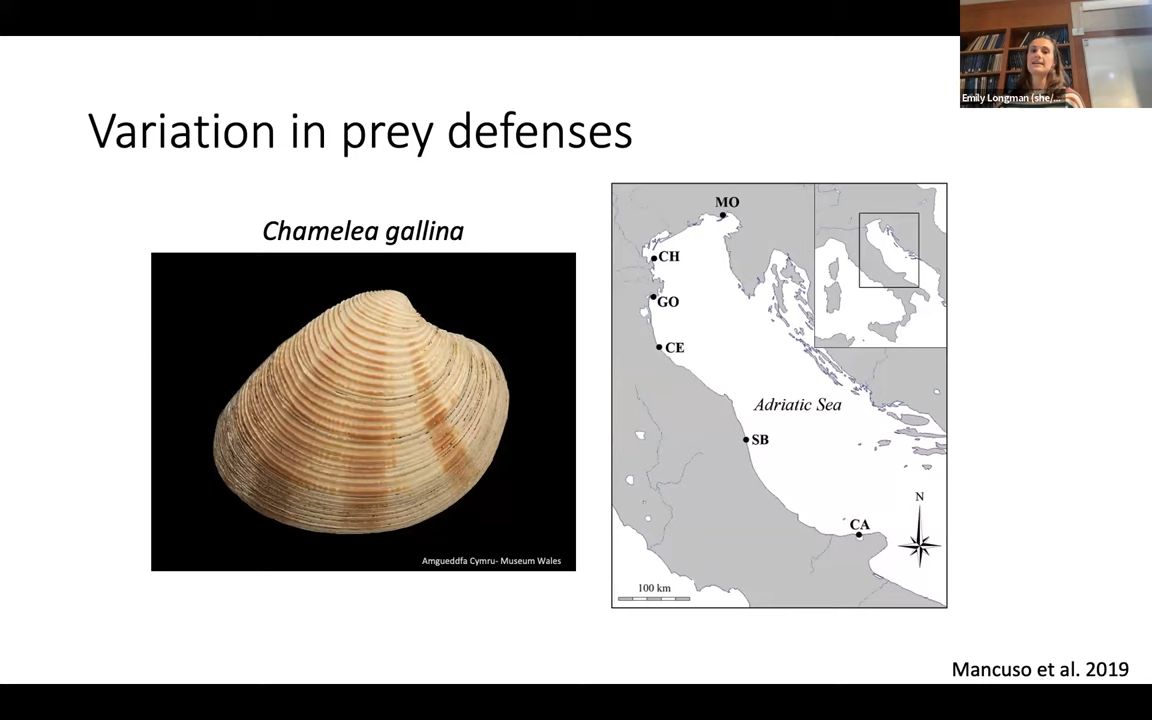 Emily Longman (she/...
Variation in prey defenses
Chamelea gallina
Amgueddfa Cymru- Museum Wales
MO
CH
GO
CE
Adriatic Sea
SB
N
CA
100 km
Mancuso et al. 2019